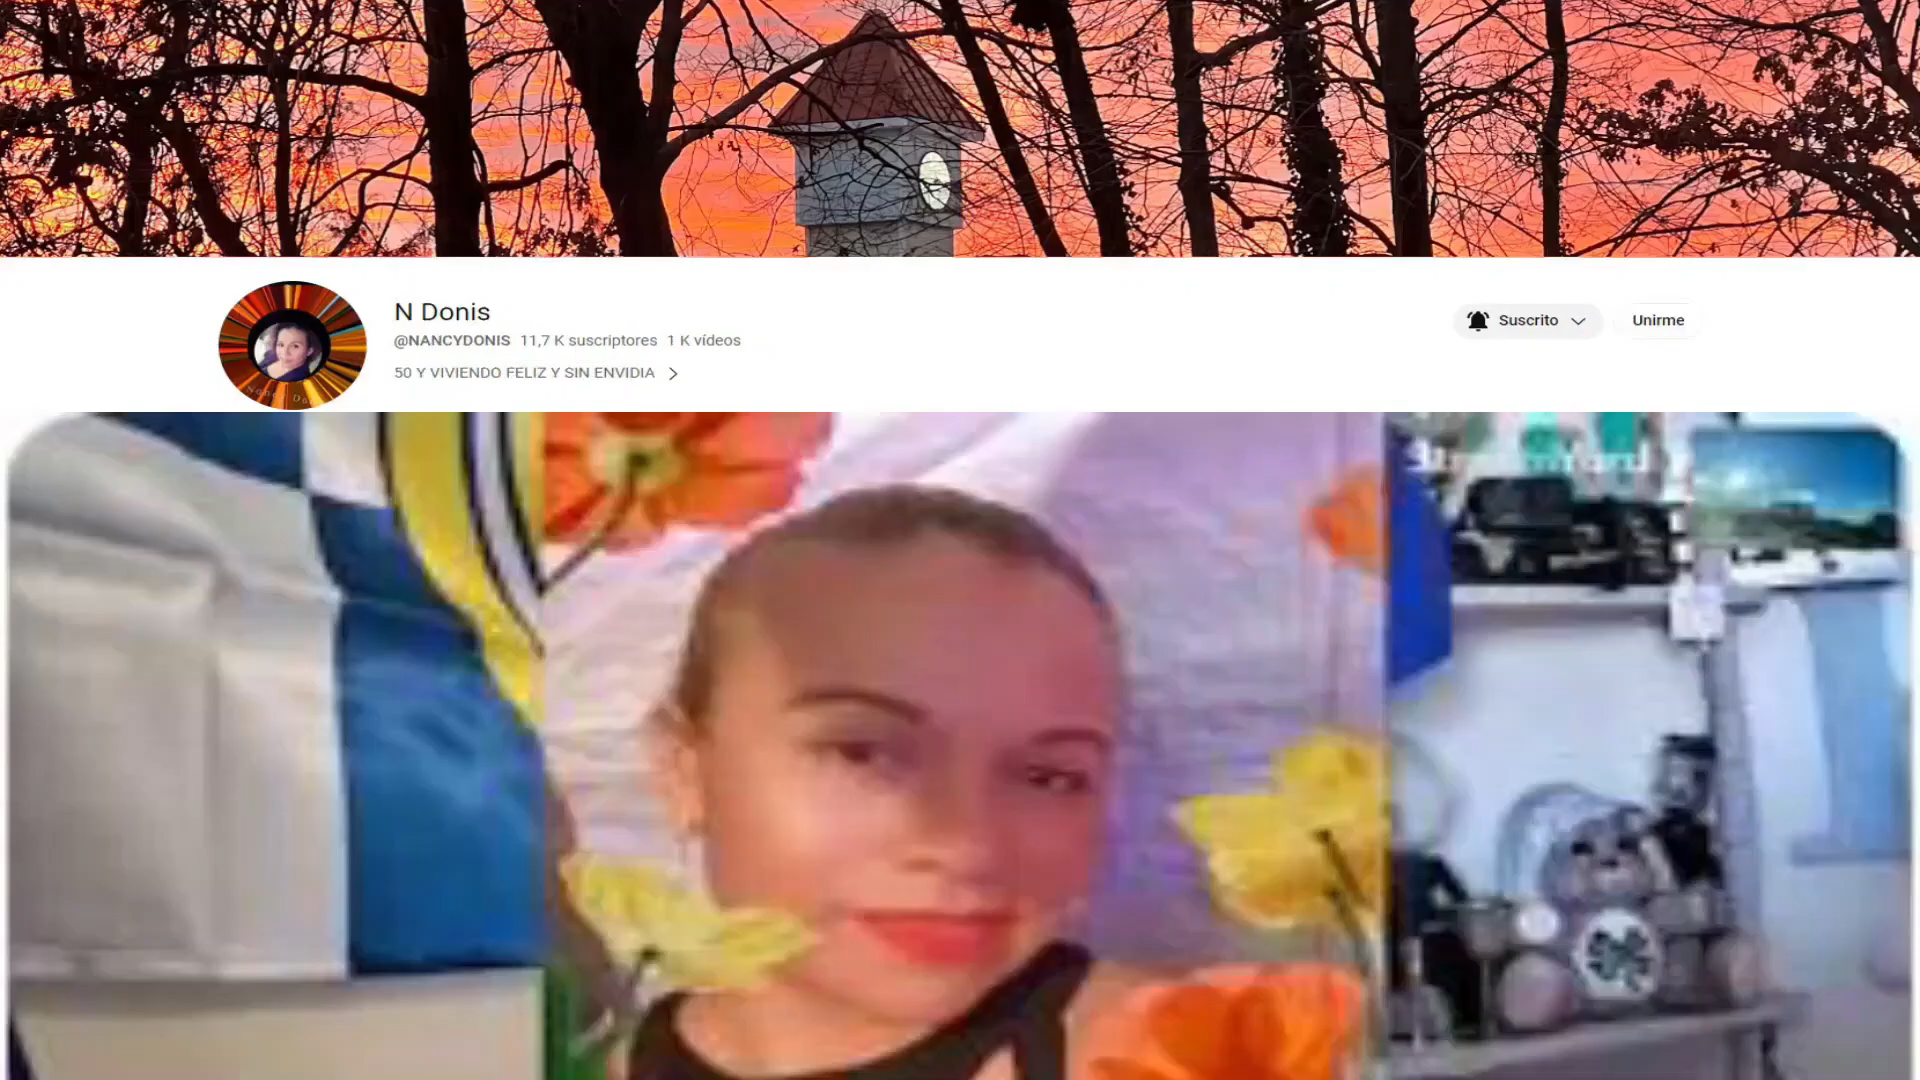 N Donis
@NANCYDONIS 11,7 K suscriptores 1 K vídeos
50 Y VIVIENDO FELIZ Y SIN ENVIDIA
Suscrito
Unirme